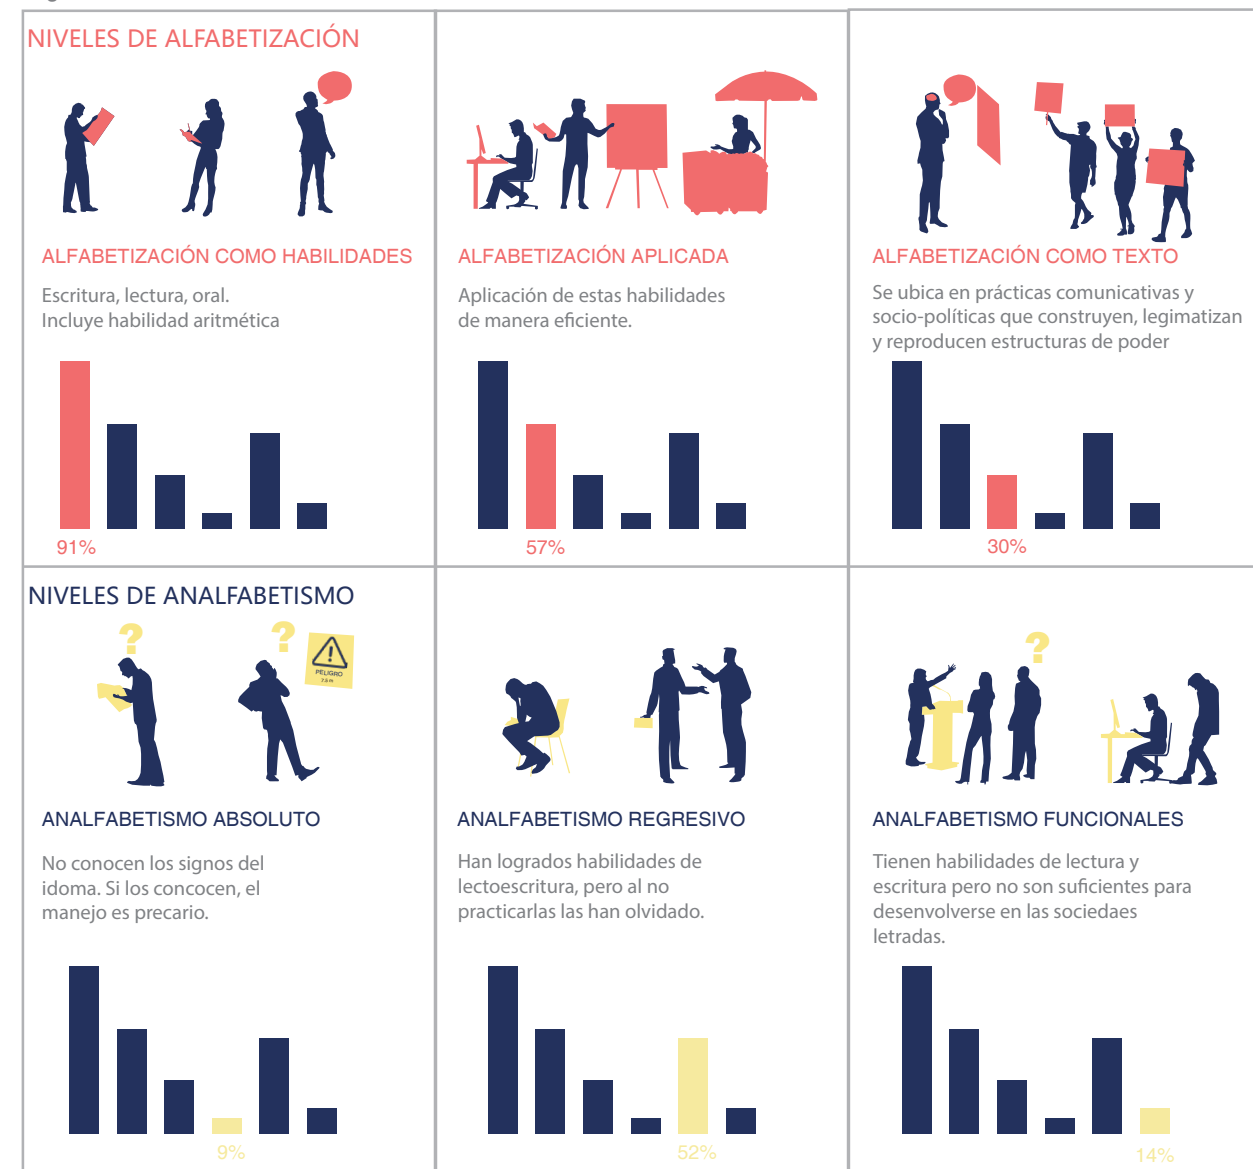 NIVELES DE ALFABETIZACIÓN
ALFABETIZACIÓN COMO HABILIDADES
Escritura, lectura, oral.
Incluye habilidad aritmética
91%
ALFABETIZACIÓN APLICADA
Aplicación de estas habilidades
de manera eficiente.
57%
ALFABETIZACIÓN COMO TEXTO
Se ubica en prácticas comunicativas y
socio-políticas que construyen, legimatizan
y reproducen estructuras de poder
30%
NIVELES DE ANALFABETISMO
?
?
PELIGRO
ANALFABETISMO ABSOLUTO
No conocen los signos del
idoma. Si los concocen, el
manejo es precario.
9%
ANALFABETISMO REGRESIVO
Han logrados habilidades de
lectoescritura, pero al no
practicarlas las han olvidado.
52%
?
ANALFABETISMO FUNCIONALES
Tienen habilidades de lectura y
escritura pero no son suficientes para
desenvolverse en las sociedaes
letradas.
14%